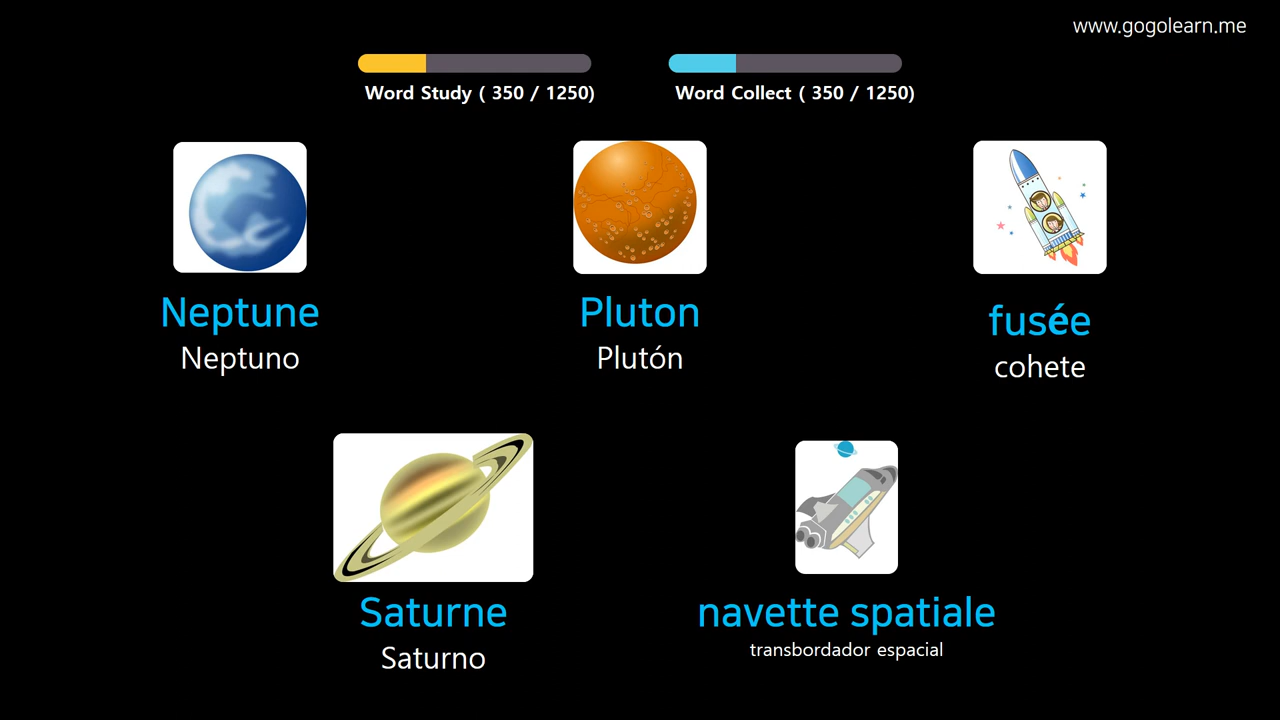 www.gogolearn.me
Word Study ( 350 / 1250)
Word Collect ( 350 / 1250)
Neptune
Neptuno
Pluton
Plutón
fusée
cohete
Saturne
Saturno
navette spatiale
transbordador espacial